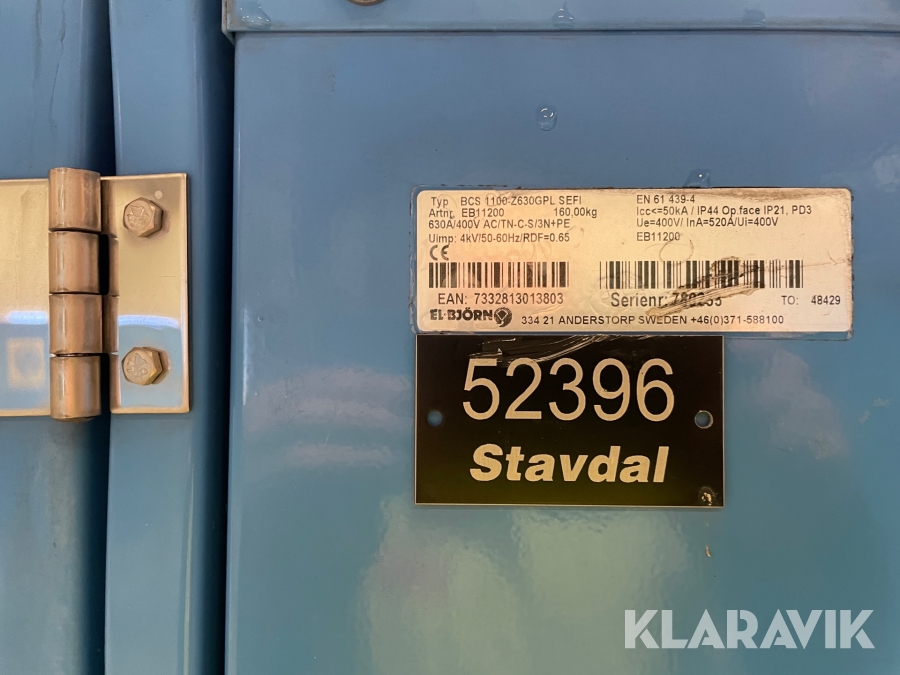 Typ BCS 1100-Z630GPL SEFI
Artnr. EB11200 160,00kg
630A/400V AC/TN-C-S/3N+PE
Uimp: 4kV/50-60Hz/RDF=0.65
CE
EAN: 7332813013803
EN 61 439-4
Icc<=50kA / IP44 Op.face IP21, PD3
Ue=400V/ InA=520A/Ui=400V
EB11200
Serienr:
TO: 48429
EL-BJÖRN
334 21 ANDERSTORP SWEDEN +46(0)371-588100
52396
Stavdal
KLARAVIK